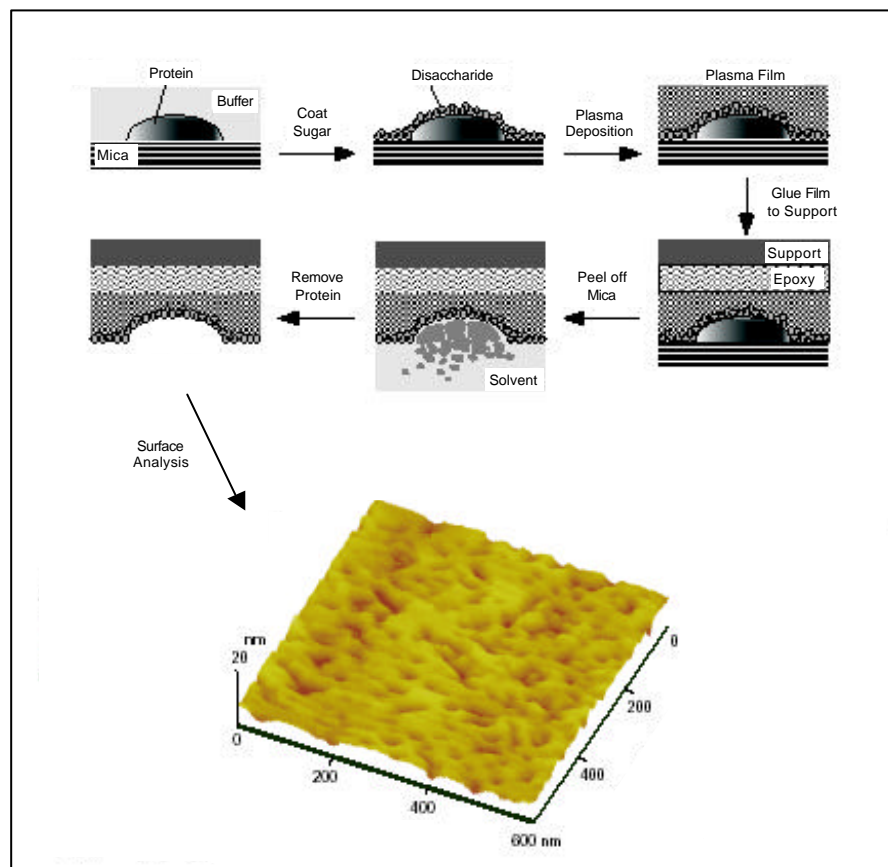 Protein
Buffer
Mica
Coat
Sugar
Disaccharide
Plasma
Deposition
Plasma Film
Glue Film
to Support
Support
Epoxy
Peel off
Mica
Solvent
Remove
Protein
Surface
Analysis
nm
20
0
200
400
600 nm
0
200
400